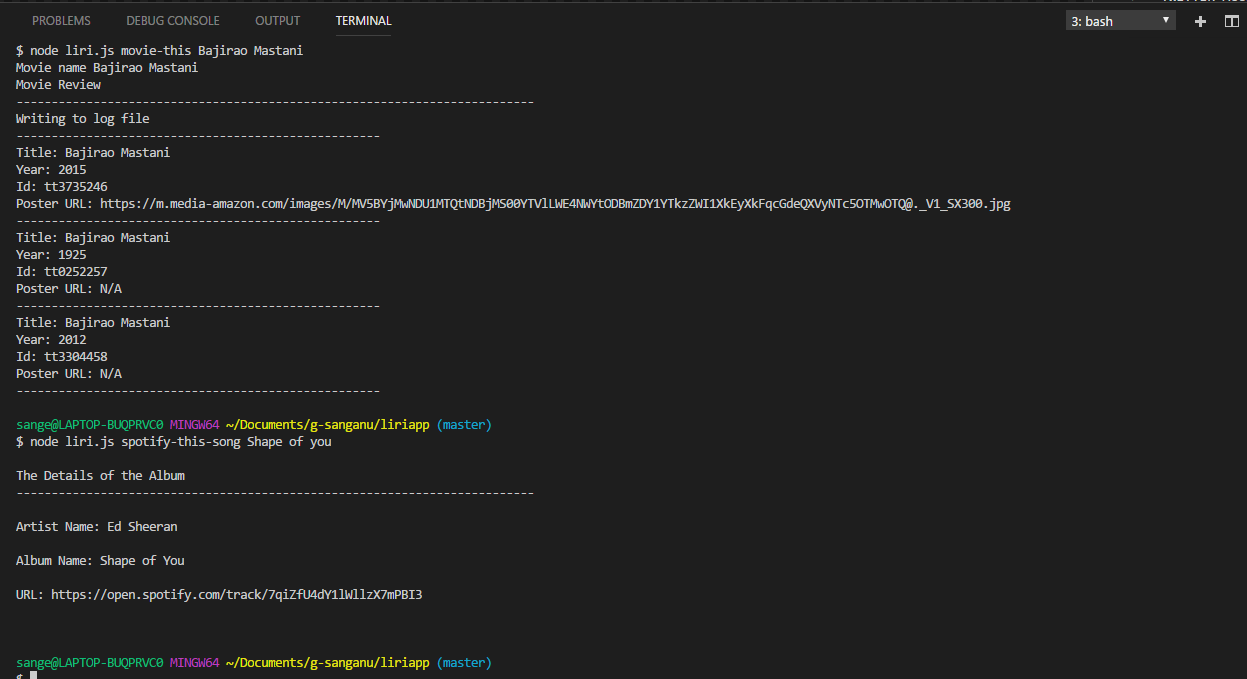 PROBLEMS DEBUG CONSOLE OUTPUT TERMINAL 3: bash
$ node liri.js movie-this Bajirao Mastani
Movie name Bajirao Mastani
Movie Review
--------------------------------------------------------------------------
Writing to log file
----------------------------------------------------
Title: Bajirao Mastani
Year: 2015
Id: tt3735246
Poster URL: https://m.media-amazon.com/images/M/MV5BYjMwNDU1MTQtNDBjMS00YTVlLWE4NWYtODBmZDY1YTkzZWI1XkEyXkFqcGdeQXVyNTc5OTMwOTQ@._V1_SX300.jpg
----------------------------------------------------
Title: Bajirao Mastani
Year: 1925
Id: tt0252257
Poster URL: N/A
----------------------------------------------------
Title: Bajirao Mastani
Year: 2012
Id: tt3304458
Poster URL: N/A
----------------------------------------------------
sange@LAPTOP-BUQPRVC0 MINGW64 ~/Documents/g-sanganu/liriapp (master)
$ node liri.js spotify-this-song Shape of you
The Details of the Album
--------------------------------------------------------------------------
Artist Name: Ed Sheeran
Album Name: Shape of You
URL: https://open.spotify.com/track/7qiZfU4dY1lWllzX7mPBI3
sange@LAPTOP-BUQPRVC0 MINGW64 ~/Documents/g-sanganu/liriapp (master)
$